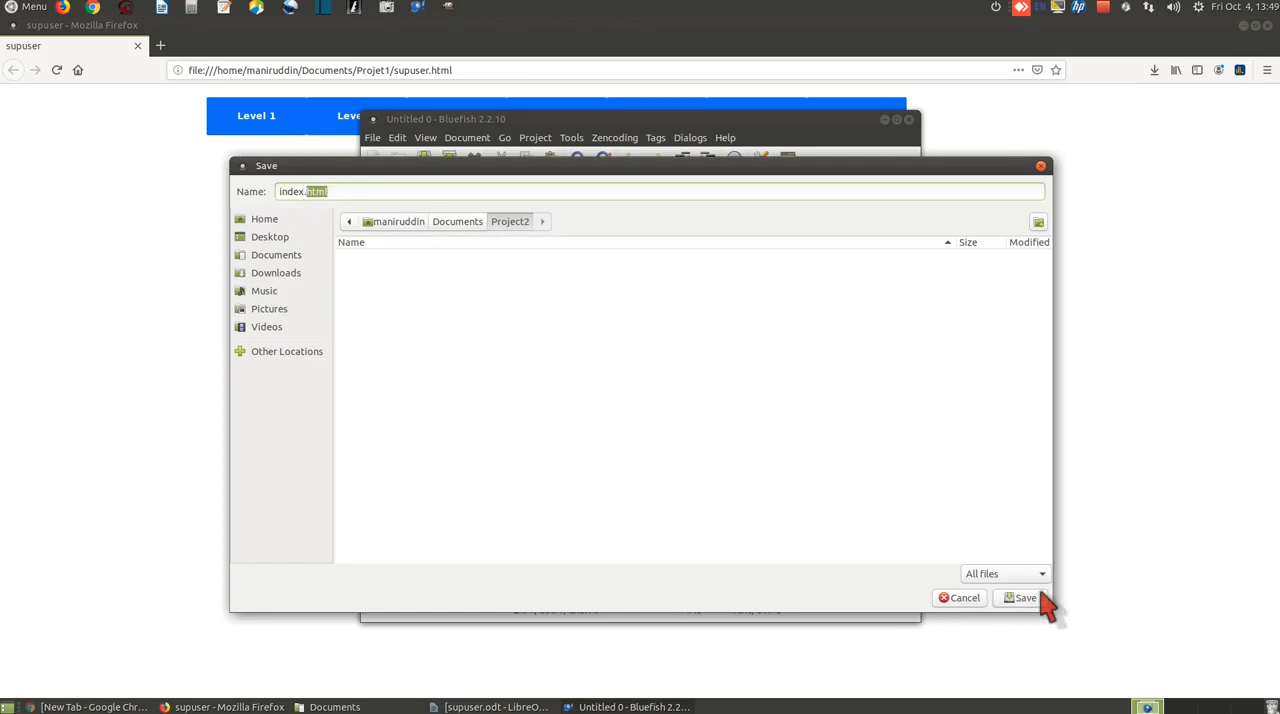 Menu
EN
hp
Fri Oct 4, 13:49
supuser - Mozilla Firefox
supuser
file:///home/maniruddin/Documents/Projet1/supuser.html
Level 1
Leve
Untitled 0 - Bluefish 2.2.10
File Edit View Document Go Project Tools Zencoding Tags Dialogs Help
Save
Name: index.html
maniruddin Documents Project2
Name Size Modified
Home
Desktop
Documents
Downloads
Music
Pictures
Videos
Other Locations
All files
Cancel Save
[New Tab - Google Chr... supuser - Mozilla Firefox Documents [supuser.odt - LibreO... Untitled 0 - Bluefish 2.2...